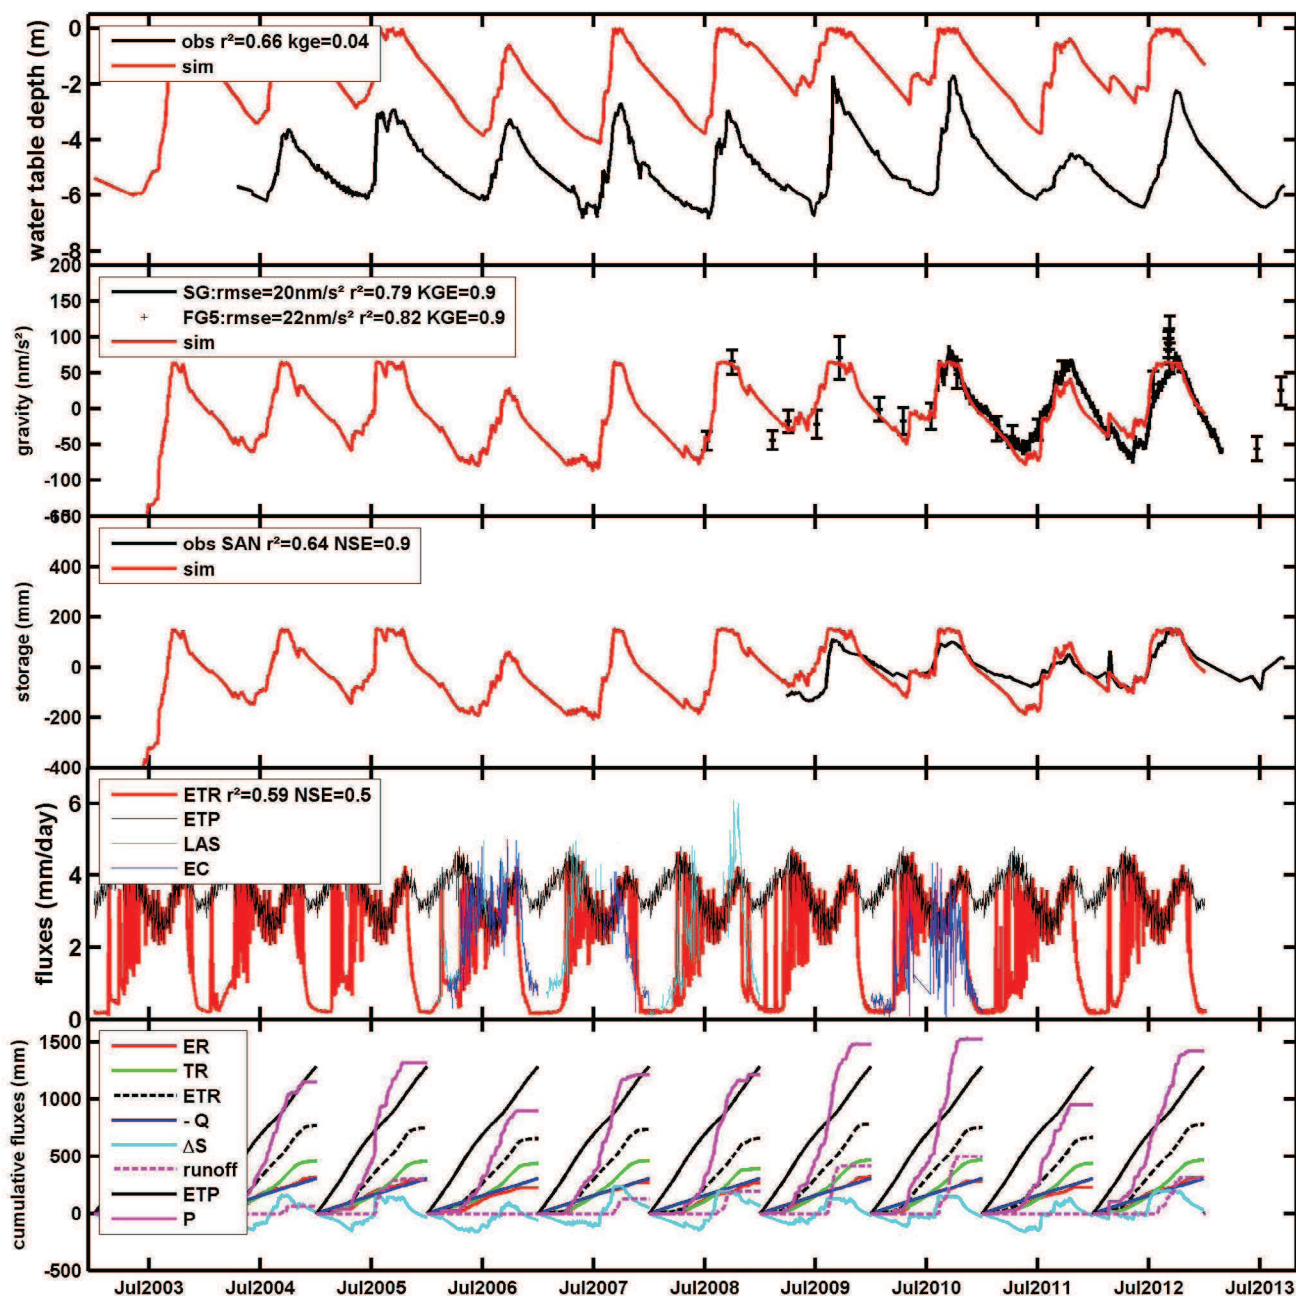 water table depth (m)
0
-2
-4
-6
-8
obs r²=0.66 kge=0.04
sim
gravity (nm/s²)
200
150
100
50
0
-50
-100
SG:rmse=20nm/s² r²=0.79 KGE=0.9
FG5:rmse=22nm/s² r²=0.82 KGE=0.9
sim
storage (mm)
400
200
0
-200
-400
obs SAN r²=0.64 NSE=0.9
sim
fluxes (mm/day)
6
4
2
0
ETR r²=0.59 NSE=0.5
ETP
LAS
EC
cumulative fluxes (mm)
1500
1000
500
0
-500
ER
TR
ETR
- Q
ΔS
runoff
ETP
P
Jul2003 Jul2004 Jul2005 Jul2006 Jul2007 Jul2008 Jul2009 Jul2010 Jul2011 Jul2012 Jul2013